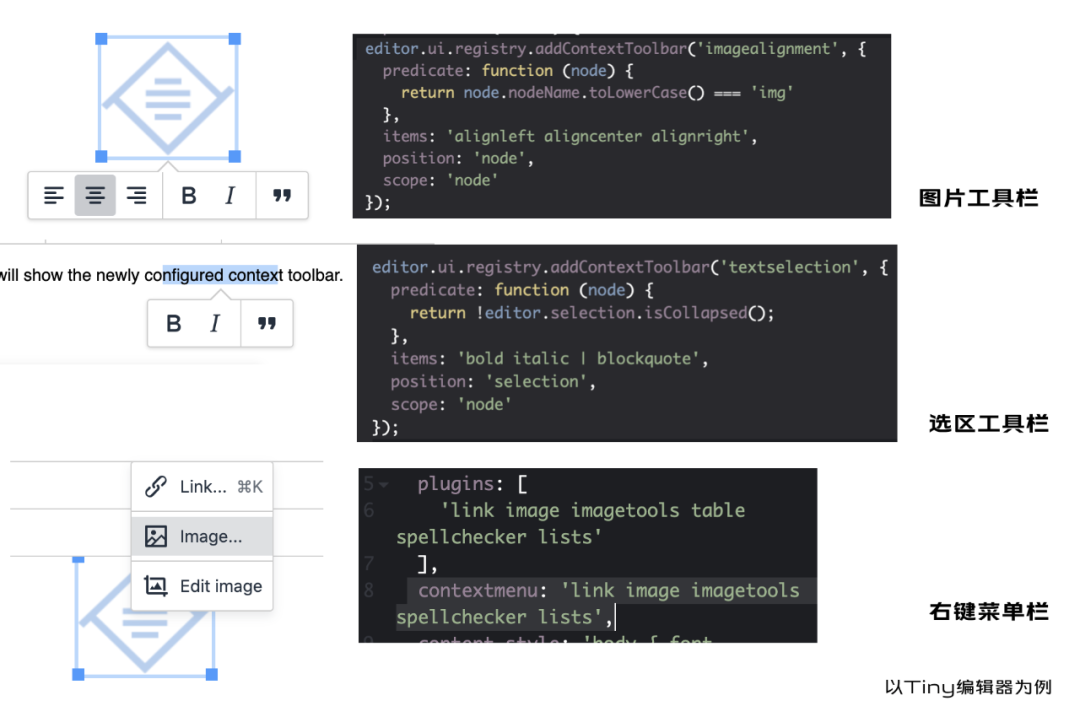 editor.ui.registry.addContextToolbar('imagealignment', {
predicate: function (node) {
return node.nodeName.toLowerCase() === 'img'
},
items: 'alignleft aligncenter alignright',
position: 'node',
scope: 'node'
});
B I
图片工具栏
will show the newly configured context toolbar.
B I
editor.ui.registry.addContextToolbar('textselection', {
predicate: function (node) {
return !editor.selection.isCollapsed();
},
items: 'bold italic | blockquote',
position: 'selection',
scope: 'node'
});
选区工具栏
Link... ⌘K
Image...
Edit image
5 plugins: [
6 'link image imagetools table
spellchecker lists'
7 ],
8 contextmenu: 'link image imagetools
spellchecker lists',
9 content_style: 'body { font
右键菜单栏
以Tiny编辑器为例